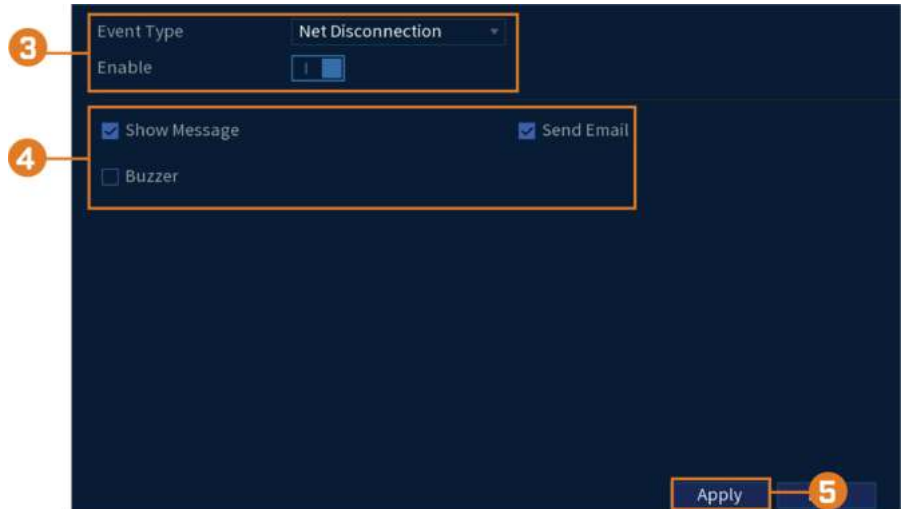 3
Event Type Net Disconnection
Enable
4
Show Message Send Email
Buzzer
Apply 5